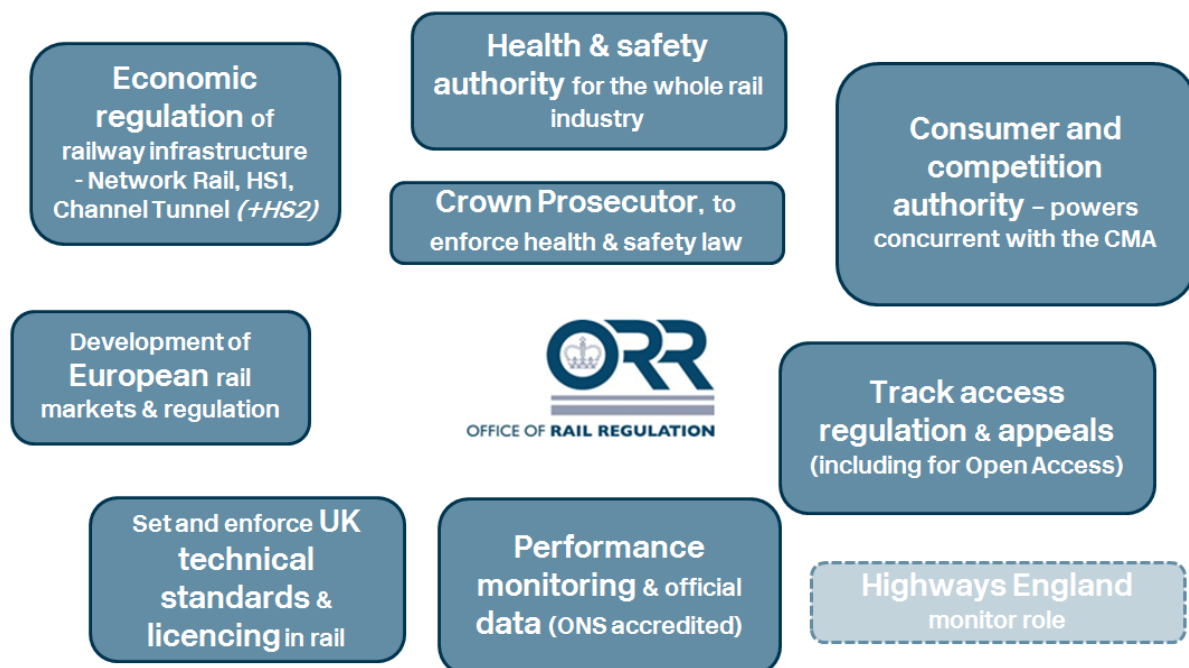 Economic
regulation of
railway infrastructure
- Network Rail, HS1,
Channel Tunnel (+HS2)
Health & safety
authority for the whole rail
industry
Crown Prosecutor, to
enforce health & safety law
Consumer and
competition
authority – powers
concurrent with the CMA
Development of
European rail
markets & regulation
ORR
OFFICE OF RAIL REGULATION
Track access
regulation & appeals
(including for Open Access)
Set and enforce UK
technical
standards &
licencing in rail
Performance
monitoring & official
data (ONS accredited)
Highways England
monitor role